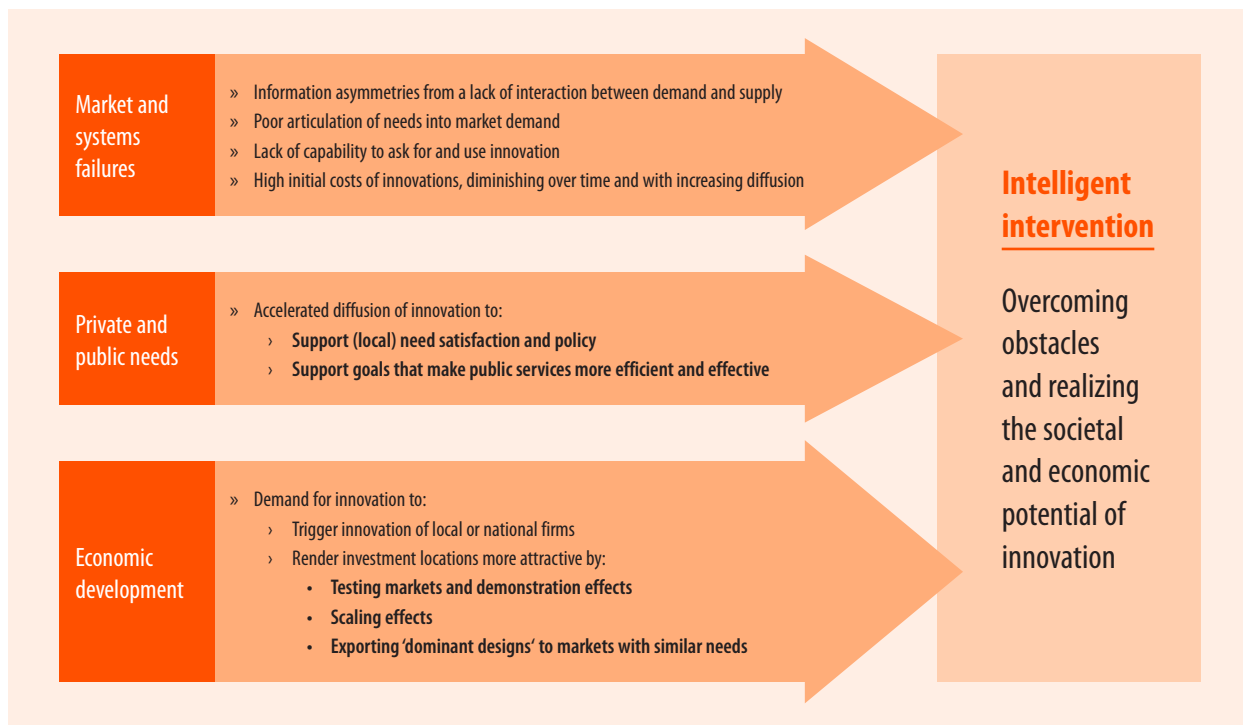 Market and
systems
failures
» Information asymmetries from a lack of interaction between demand and supply
» Poor articulation of needs into market demand
» Lack of capability to ask for and use innovation
» High initial costs of innovations, diminishing over time and with increasing diffusion
Private and
public needs
» Accelerated diffusion of innovation to:
› Support (local) need satisfaction and policy
› Support goals that make public services more efficient and effective
Economic
development
» Demand for innovation to:
› Trigger innovation of local or national firms
› Render investment locations more attractive by:
• Testing markets and demonstration effects
• Scaling effects
• Exporting ‘dominant designs‘ to markets with similar needs
Intelligent
intervention
Overcoming
obstacles
and realizing
the societal
and economic
potential of
innovation